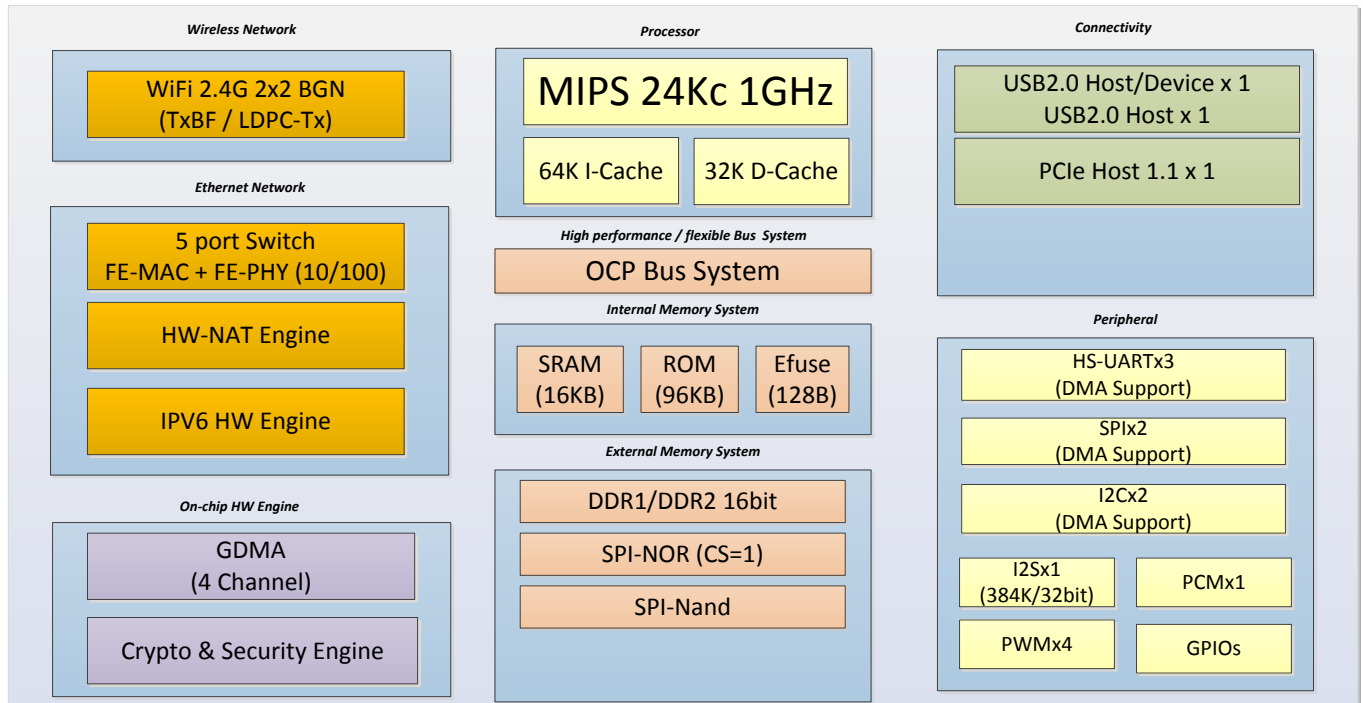 Wireless Network
WiFi 2.4G 2x2 BGN
(TxBF / LDPC-Tx)
Ethernet Network
5 port Switch
FE-MAC + FE-PHY (10/100)
HW-NAT Engine
IPV6 HW Engine
On-chip HW Engine
GDMA
(4 Channel)
Crypto & Security Engine
Processor
MIPS 24Kc 1GHz
64K I-Cache
32K D-Cache
High performance / flexible Bus System
OCP Bus System
Internal Memory System
SRAM
(16KB)
ROM
(96KB)
Efuse
(128B)
External Memory System
DDR1/DDR2 16bit
SPI-NOR (CS=1)
SPI-Nand
Connectivity
USB2.0 Host/Device x 1
USB2.0 Host x 1
PCIe Host 1.1 x 1
Peripheral
HS-UARTx3
(DMA Support)
SPIx2
(DMA Support)
I2Cx2
(DMA Support)
I2Sx1
(384K/32bit)
PCMx1
PWMx4
GPIOs